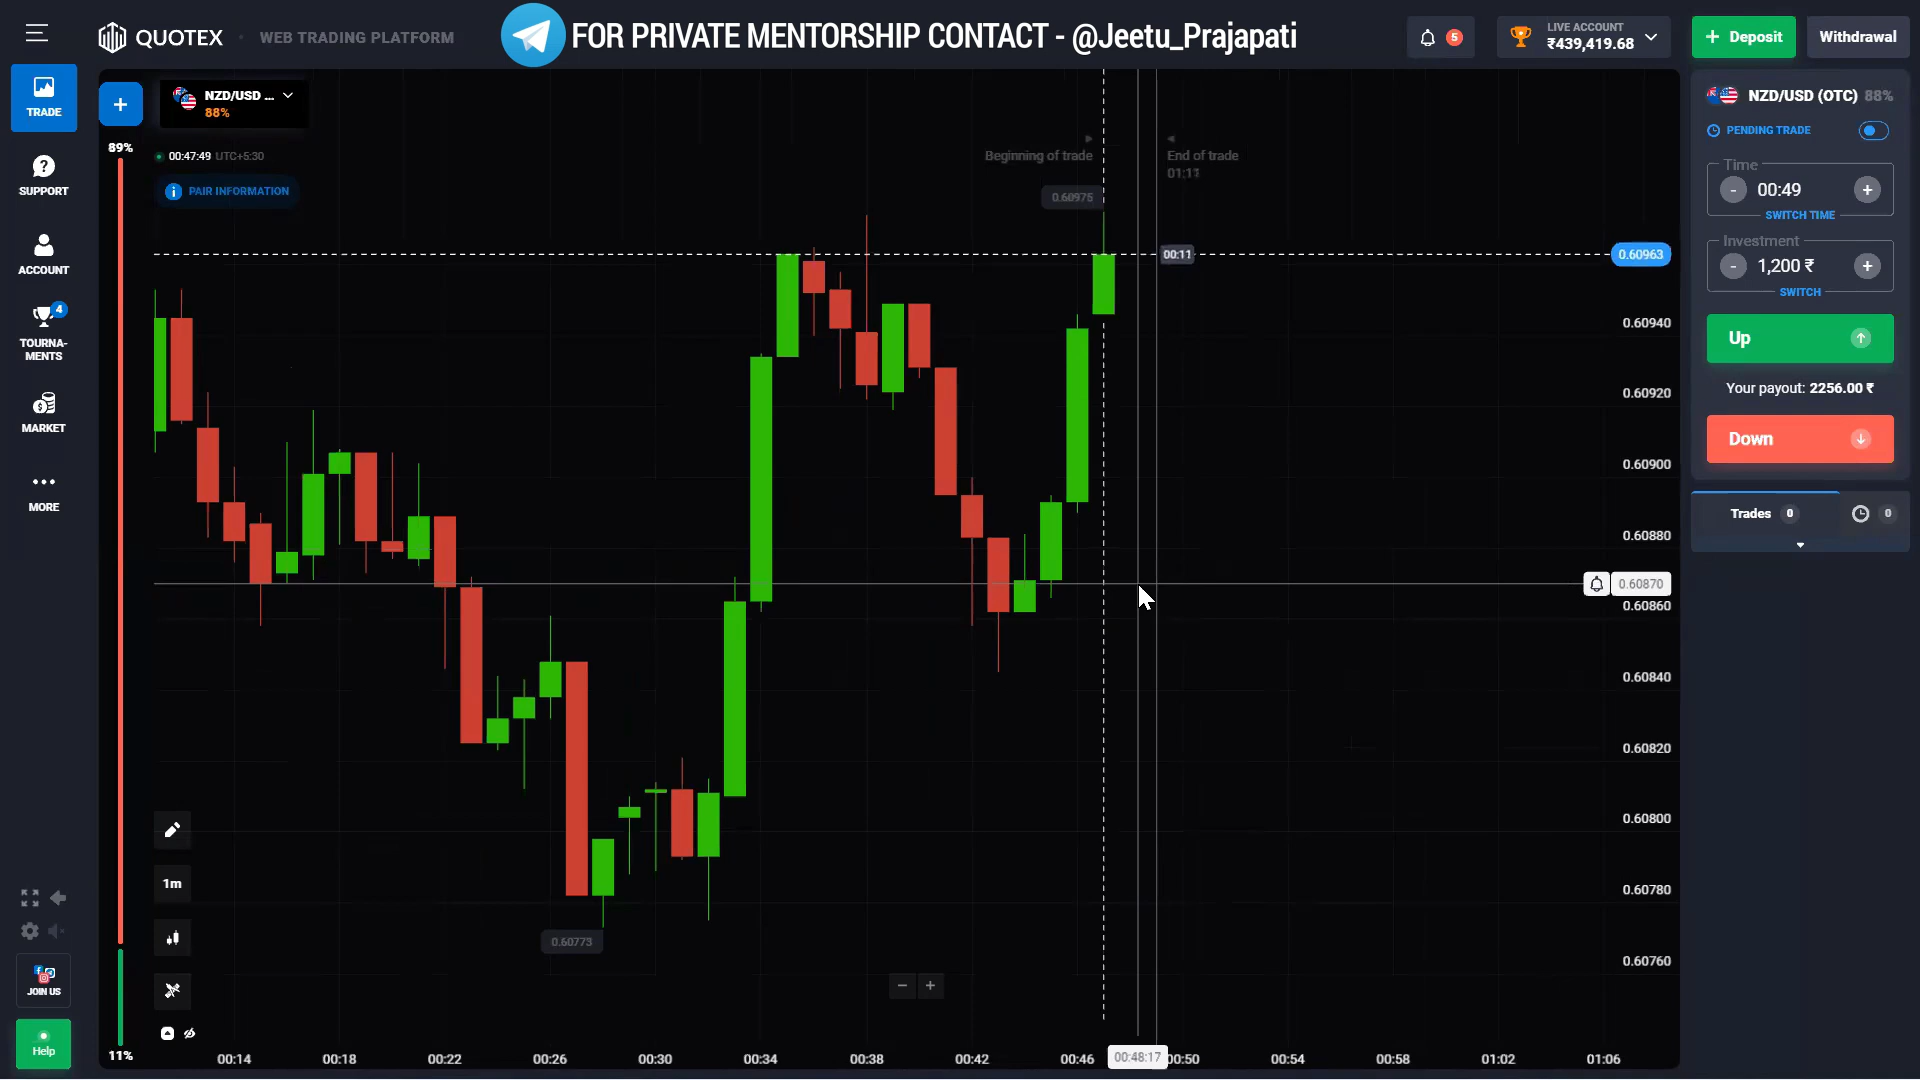 QUOTEX
WEB TRADING PLATFORM
FOR PRIVATE MENTORSHIP CONTACT - @Jeetu_Prajapati
5
LIVE ACCOUNT
₹439,419.68
+ Deposit
Withdrawal
TRADE
SUPPORT
ACCOUNT
4
TOURNA-
MENTS
MARKET
MORE
JOIN US
Help
+
NZD/USD ...
88%
89%
00:47:49 UTC+5:30
PAIR INFORMATION
Beginning of trade
End of trade
0.60975
00:11
0.60963
0.60940
0.60920
0.60900
0.60880
0.60870
0.60860
0.60840
0.60820
0.60800
0.60780
0.60760
0.60773
1m
11%
− +
00:14
00:18
00:22
00:26
00:30
00:34
00:38
00:42
00:46
00:48:17
00:50
00:54
00:58
01:02
01:06
NZD/USD (OTC) 88%
PENDING TRADE
Time
- 00:49 +
SWITCH TIME
Investment
- 1,200 ₹ +
SWITCH
Up
Your payout: 2256.00 ₹
Down
Trades 0
0